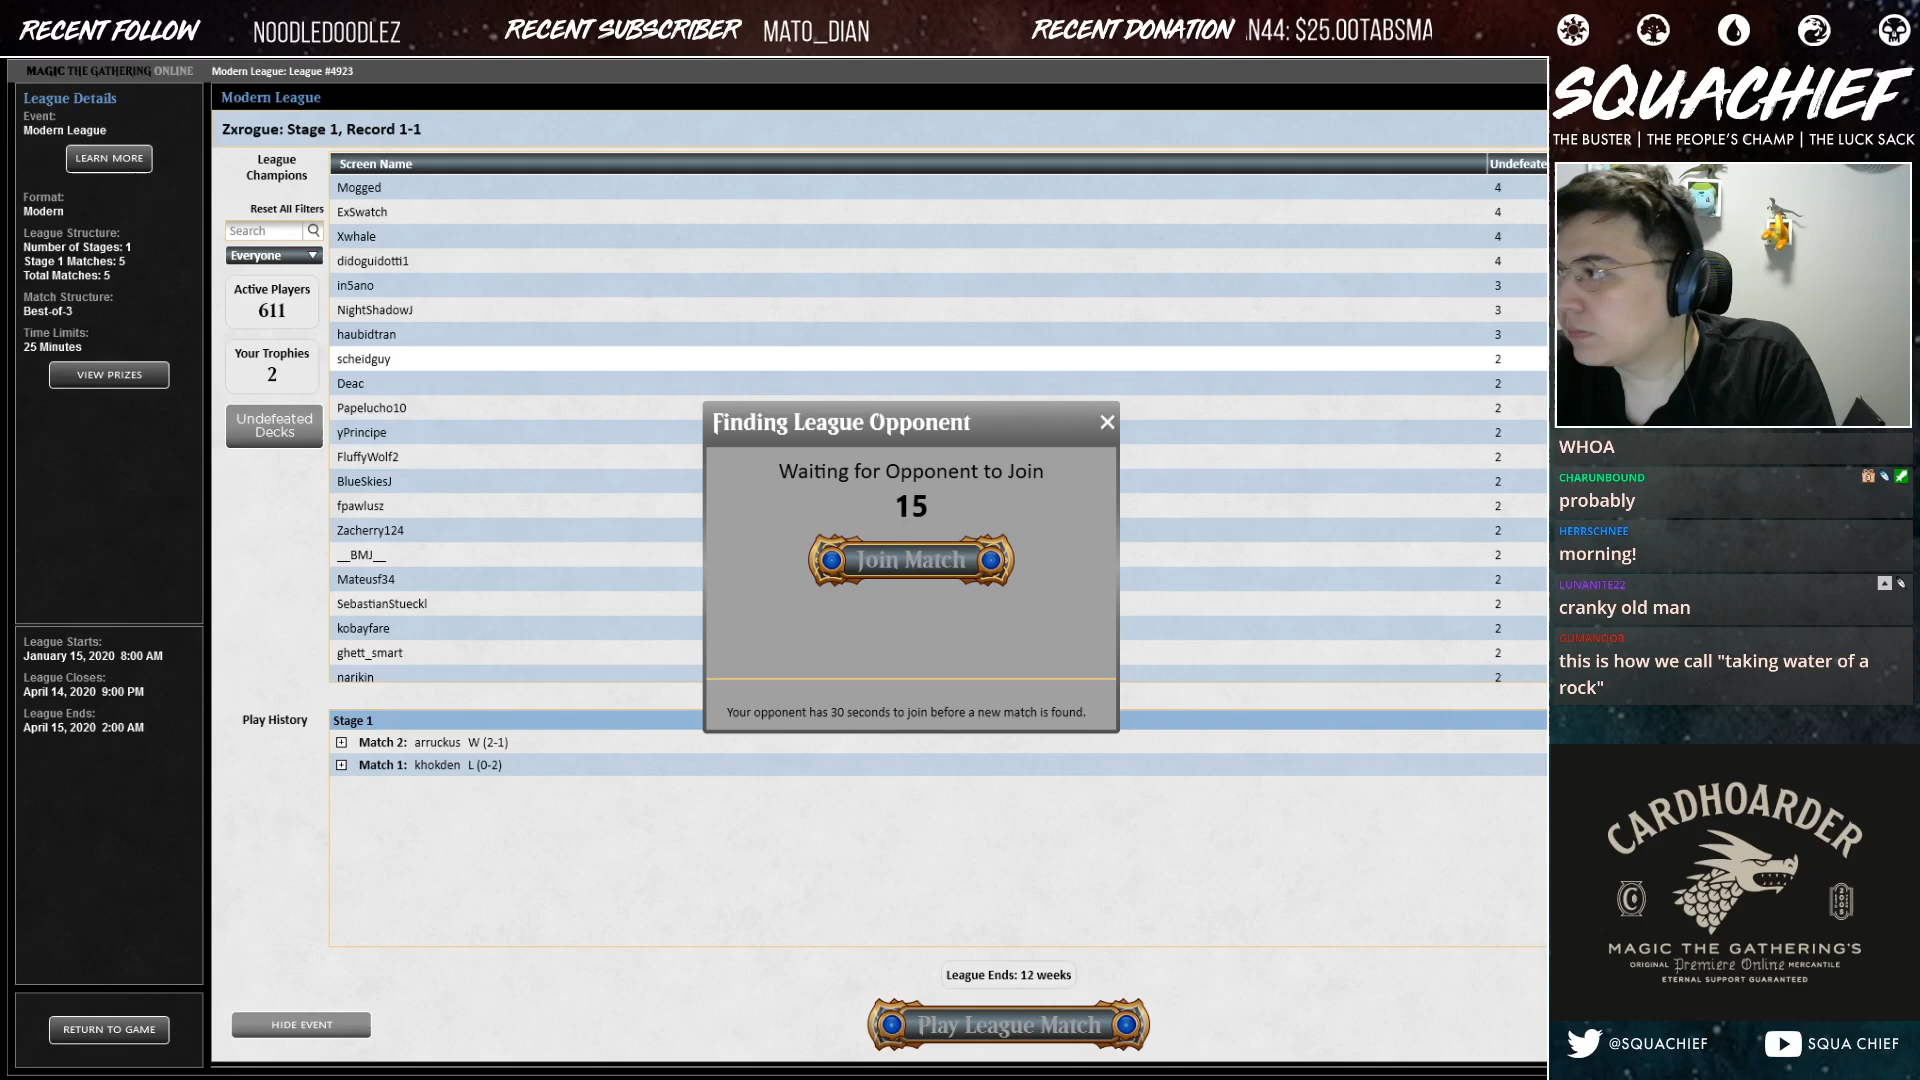 RECENT FOLLOW NOODLEDOODLEZ RECENT SUBSCRIBER MATO_DIAN RECENT DONATION .N44: $25.00TABSMA
MAGIC THE GATHERING ONLINE Modern League: League #4923
League Details
Event:
Modern League
LEARN MORE
Format:
Modern
League Structure:
Number of Stages: 1
Stage 1 Matches: 5
Total Matches: 5
Match Structure:
Best-of-3
Time Limits:
25 Minutes
VIEW PRIZES
League Starts:
January 15, 2020 8:00 AM
League Closes:
April 14, 2020 9:00 PM
League Ends:
April 15, 2020 2:00 AM
RETURN TO GAME
Modern League
Zxrogue: Stage 1, Record 1-1
League
Champions
Reset All Filters
Search
Everyone
Active Players
611
Your Trophies
2
Undefeated
Decks
Screen Name Undefeate
Mogged 4
ExSwatch 4
Xwhale 4
didoguidotti1 4
in5ano 3
NightShadowJ 3
haubidtran 3
scheidguy 2
Deac 2
Papelucho10 2
yPrincipe 2
FluffyWolf2 2
BlueSkiesJ 2
fpawlusz 2
Zacherry124 2
__BMJ__ 2
Mateusf34 2
SebastianStueckl 2
kobayfare 2
ghett_smart 2
narikin 2
Finding League Opponent
Waiting for Opponent to Join
15
Join Match
Your opponent has 30 seconds to join before a new match is found.
Play History
Stage 1
Match 2: arruckus W (2-1)
Match 1: khokden L (0-2)
League Ends: 12 weeks
HIDE EVENT
Play League Match
SQUACHIEF
THE BUSTER | THE PEOPLE'S CHAMP | THE LUCK SACK
WHOA
CHARUNBOUND
probably
HERRSCHNEE
morning!
LUNANITE22
cranky old man
GUMANOOB
this is how we call "taking water of a
rock"
CARDHOARDER
MAGIC THE GATHERING'S
ORIGINAL Premiere Online MERCANTILE
ETERNAL SUPPORT GUARANTEED
@SQUACHIEF SQUA CHIEF